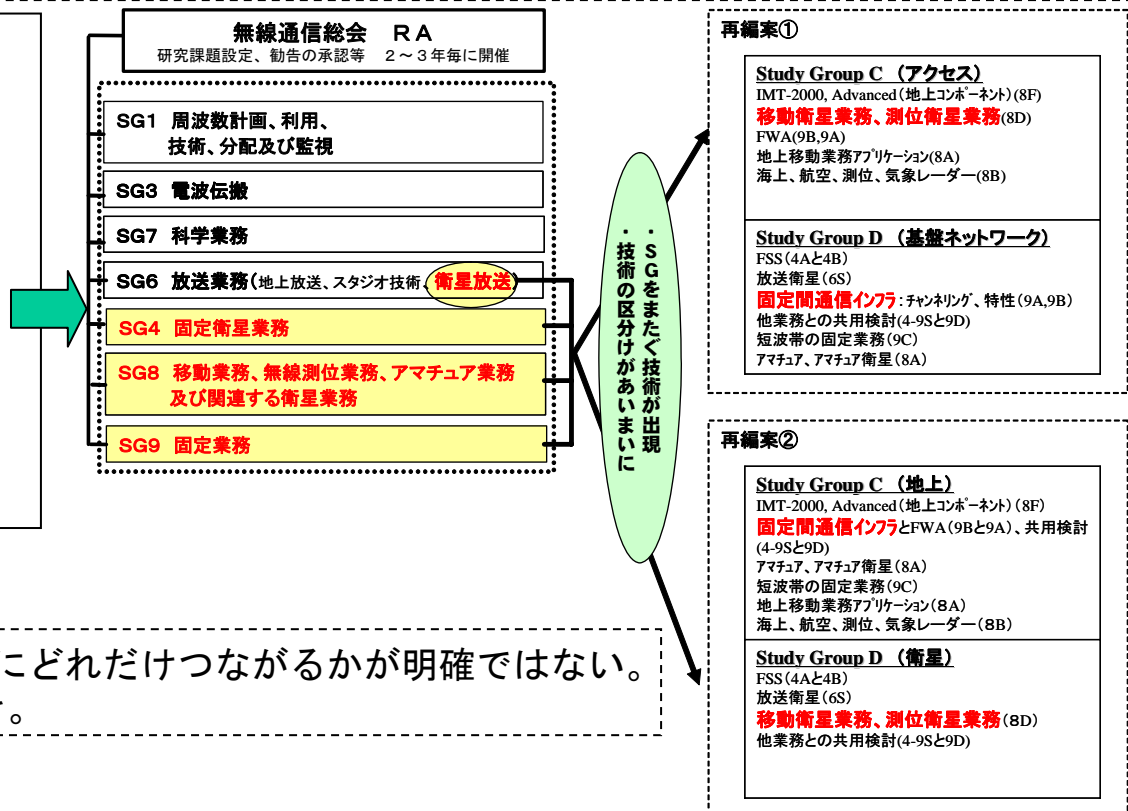 無線通信総会 RA
研究課題設定、勧告の承認等 2~3年毎に開催
SG1 周波数計画、利用、
技術、分配及び監視
SG3 電波伝搬
SG7 科学業務
SG6 放送業務(地上放送、スタジオ技術、衛星放送)
SG4 固定衛星業務
SG8 移動業務、無線測位業務、アマチュア業務
及び関連する衛星業務
SG9 固定業務
・SGをまたぐ技術が出現
・技術の区分けがあいまいに
再編案①
Study Group C (アクセス)
IMT-2000, Advanced(地上コンポーネント)(8F)
移動衛星業務、測位衛星業務(8D)
FWA(9B,9A)
地上移動業務アプリケーション(8A)
海上、航空、測位、気象レーダー(8B)
Study Group D (基盤ネットワーク)
FSS(4Aと4B)
放送衛星(6S)
固定間通信インフラ:チャンネリング、特性(9A,9B)
他業務との共用検討(4-9Sと9D)
短波帯の固定業務(9C)
アマチュア、アマチュア衛星(8A)
再編案②
Study Group C (地上)
IMT-2000, Advanced(地上コンポーネント)(8F)
固定間通信インフラとFWA(9Bと9A)、共用検討
(4-9Sと9D)
アマチュア、アマチュア衛星(8A)
短波帯の固定業務(9C)
地上移動業務アプリケーション(8A)
海上、航空、測位、気象レーダー(8B)
Study Group D (衛星)
FSS(4Aと4B)
放送衛星(6S)
移動衛星業務、測位衛星業務(8D)
他業務との共用検討(4-9Sと9D)
にどれだけつながるかが明確ではない。
。